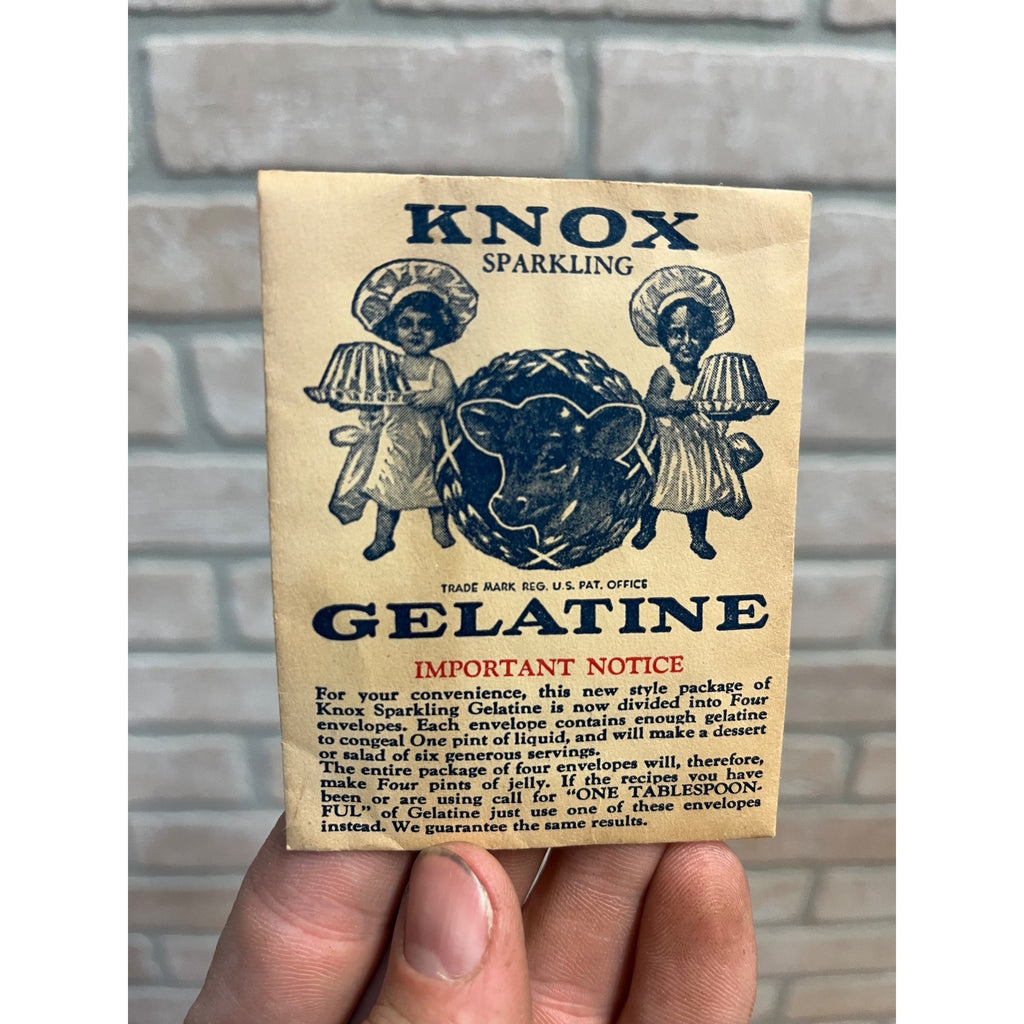 KNOX
SPARKLING
TRADE MARK REG. U.S. PAT. OFFICE
GELATINE
IMPORTANT NOTICE
For your convenience, this new style package of
Knox Sparkling Gelatine is now divided into Four
envelopes. Each envelope contains enough gelatine
to congeal One pint of liquid, and will make a dessert
or salad of six generous servings.
The entire package of four envelopes will, therefore,
make Four pints of jelly. If the recipes you have
been or are using call for "ONE TABLESPOON-
FUL" of Gelatine just use one of these envelopes
instead. We guarantee the same results.